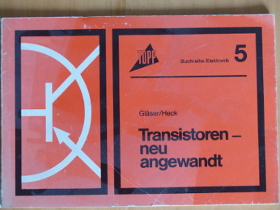 TOPP
Buchreihe Elektronik 5
Gläser/Heck
Transistoren –
neu
angewandt